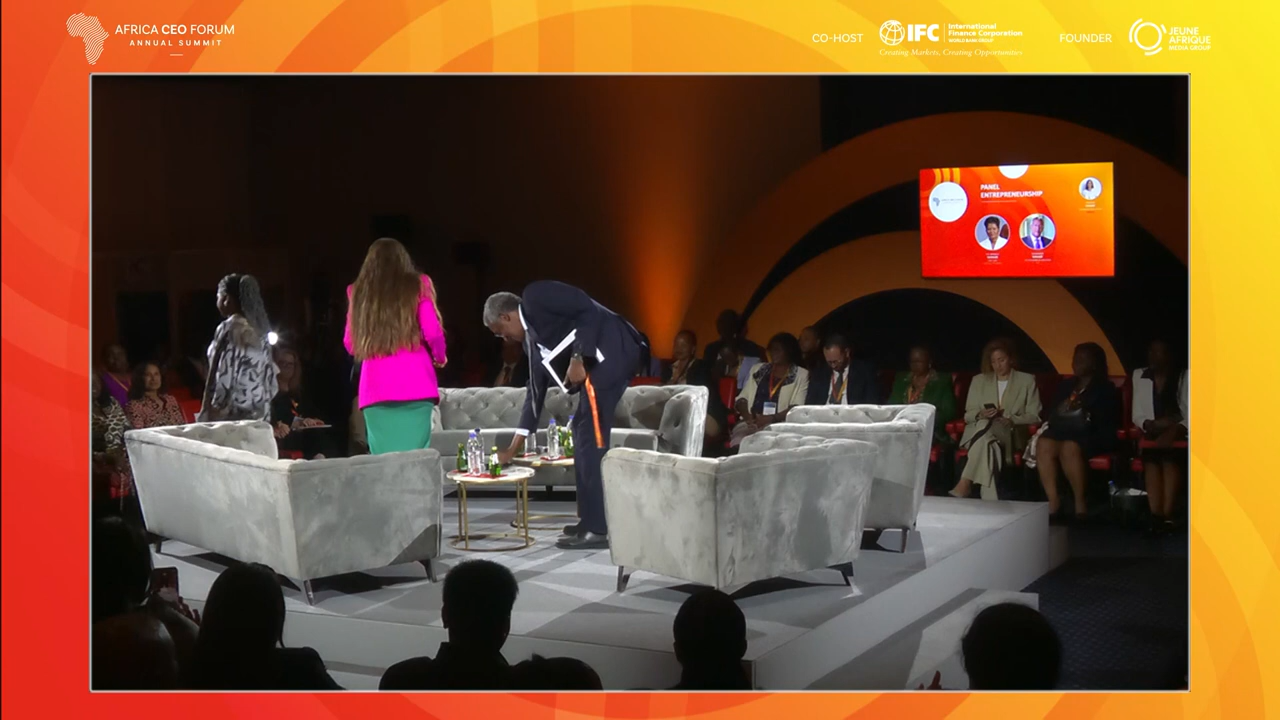 AFRICA CEO FORUM
ANNUAL SUMMIT
CO-HOST
IFC
International
Finance Corporation
WORLD BANK GROUP
Creating Markets, Creating Opportunities
FOUNDER
JEUNE
AFRIQUE
MEDIA GROUP
PANEL
ENTREPRENEURSHIP